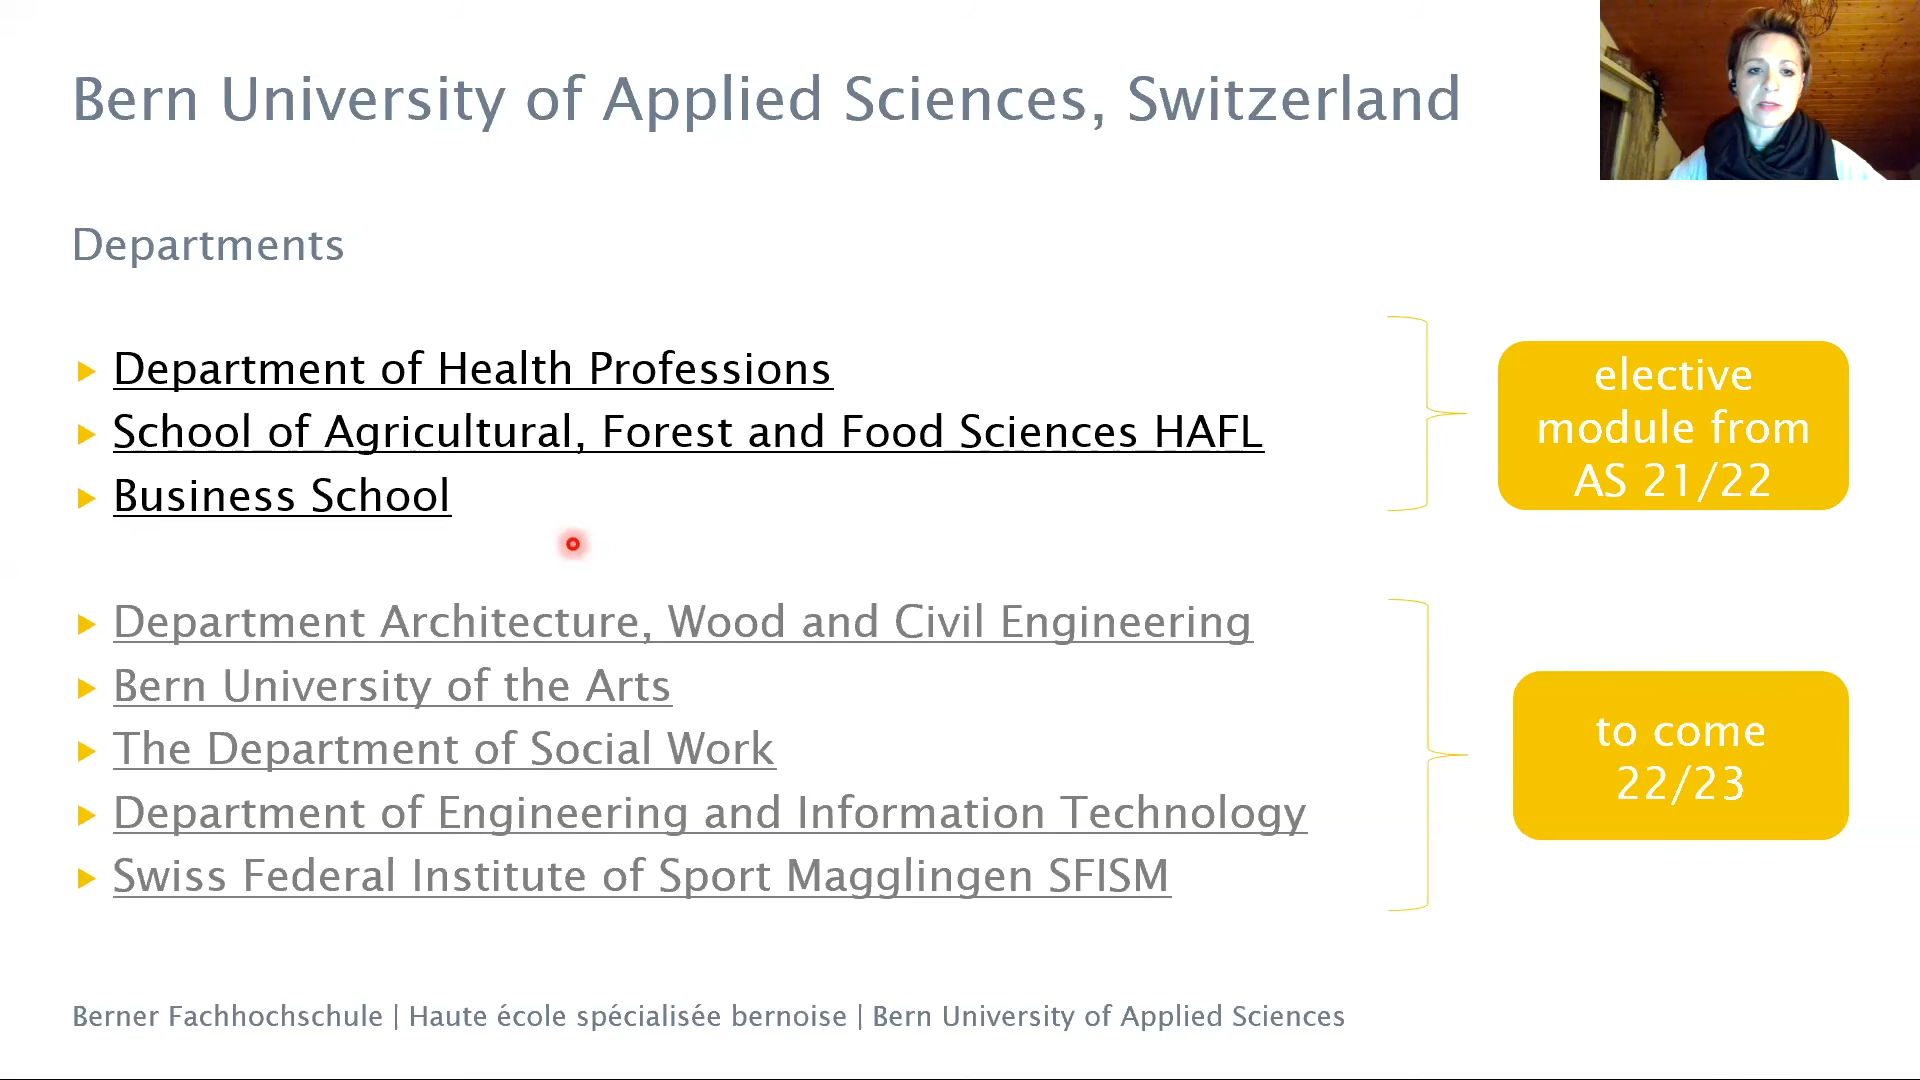 Bern University of Applied Sciences, Switzerland
Departments
Department of Health Professions
School of Agricultural, Forest and Food Sciences HAFL
Business School
elective
module from
AS 21/22
Department Architecture, Wood and Civil Engineering
Bern University of the Arts
The Department of Social Work
Department of Engineering and Information Technology
Swiss Federal Institute of Sport Magglingen SFISM
to come
22/23
Berner Fachhochschule | Haute école spécialisée bernoise | Bern University of Applied Sciences